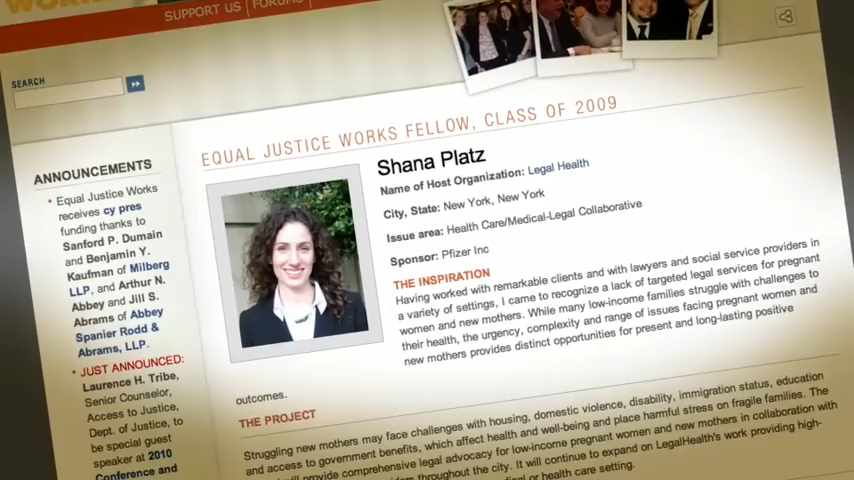 WORKS
SUPPORT US | FORUMS |
SEARCH
EQUAL JUSTICE WORKS FELLOW, CLASS OF 2009
ANNOUNCEMENTS
• Equal Justice Works
receives cy pres
funding thanks to
Sanford P. Dumain
and Benjamin Y.
Kaufman of Milberg
LLP, and Arthur N.
Abbey and Jill S.
Abrams of Abbey
Spanier Rodd &
Abrams, LLP.
• JUST ANNOUNCED:
Laurence H. Tribe,
Senior Counselor,
Access to Justice,
Dept. of Justice, to
be special guest
speaker at 2010
Conference and
Shana Platz
Name of Host Organization: Legal Health
City, State: New York, New York
Issue area: Health Care/Medical-Legal Collaborative
Sponsor: Pfizer Inc
THE INSPIRATION
Having worked with remarkable clients and with lawyers and social service providers in
a variety of settings, I came to recognize a lack of targeted legal services for pregnant
women and new mothers. While many low-income families struggle with challenges to
their health, the urgency, complexity and range of issues facing pregnant women and
new mothers provides distinct opportunities for present and long-lasting positive
outcomes.
THE PROJECT
Struggling new mothers may face challenges with housing, domestic violence, disability, immigration status, education
and access to government benefits, which affect health and well-being and place harmful stress on fragile families. The
will provide comprehensive legal advocacy for low-income pregnant women and new mothers in collaboration with
throughout the city. It will continue to expand on LegalHealth's work providing high-
or health care setting.